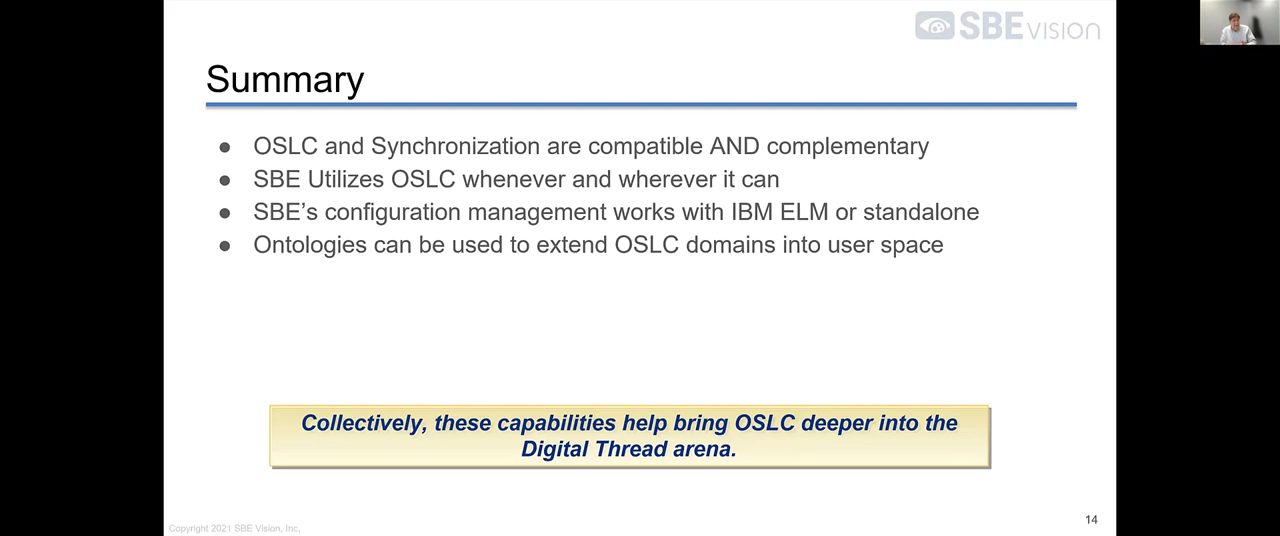 SBE VISION
Summary
● OSLC and Synchronization are compatible AND complementary
● SBE Utilizes OSLC whenever and wherever it can
● SBE’s configuration management works with IBM ELM or standalone
● Ontologies can be used to extend OSLC domains into user space
Collectively, these capabilities help bring OSLC deeper into the
Digital Thread arena.
Copyright 2021 SBE Vision, Inc.
14